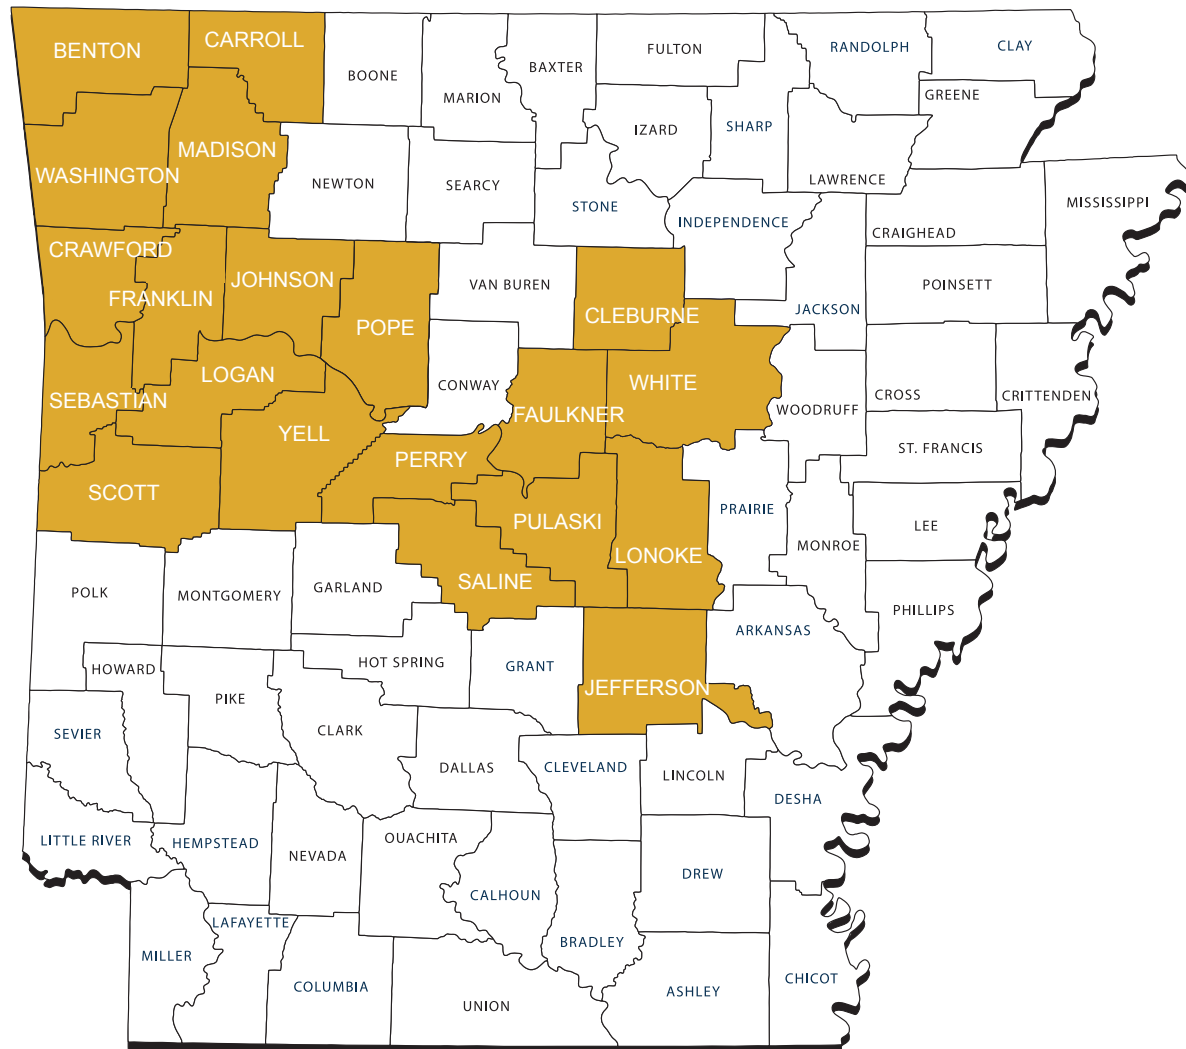 BENTON
CARROLL
BOONE
MARION
BAXTER
FULTON
RANDOLPH
CLAY
GREENE
SHARP
IZARD
WASHINGTON
MADISON
NEWTON
SEARCY
STONE
INDEPENDENCE
LAWRENCE
CRAIGHEAD
MISSISSIPPI
CRAWFORD
FRANKLIN
JOHNSON
POPE
VAN BUREN
CLEBURNE
JACKSON
POINSETT
SEBASTIAN
LOGAN
YELL
CONWAY
FAULKNER
WHITE
WOODRUFF
CROSS
CRITTENDEN
ST. FRANCIS
SCOTT
PERRY
PULASKI
LONOKE
PRAIRIE
MONROE
LEE
POLK
MONTGOMERY
GARLAND
SALINE
PHILLIPS
ARKANSAS
HOWARD
PIKE
HOT SPRING
GRANT
JEFFERSON
SEVIER
CLARK
DALLAS
CLEVELAND
LINCOLN
DESHA
LITTLE RIVER
HEMPSTEAD
NEVADA
OUACHITA
CALHOUN
DREW
MILLER
LAFAYETTE
COLUMBIA
UNION
BRADLEY
ASHLEY
CHICOT